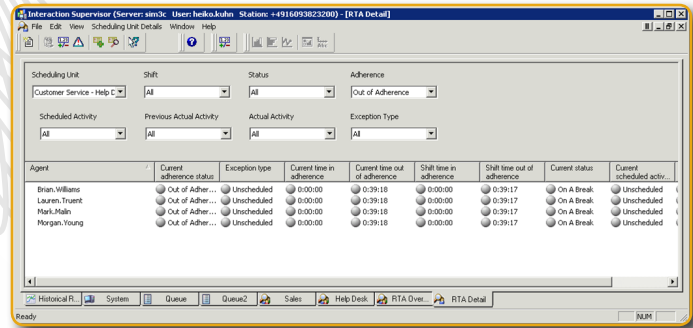 Interaction Supervisor (Server: sim3c User: heiko.kuhn Station: +4916093823200) - [RTA Detail]
File Edit View Scheduling Unit Details Window Help
Scheduling Unit Shift Status Adherence
Customer Service - Help D All All Out of Adherence
Scheduled Activity Previous Actual Activity Actual Activity Exception Type
All All All All
Agent Current adherence status Exception type Current time in adherence Current time out of adherence Shift time in adherence Shift time out of adherence Current status Current scheduled activ...
Brian.Williams Out of Adher... Unscheduled 0:00:00 0:39:18 0:00:00 0:39:17 On A Break Unscheduled
Lauren.Truent Out of Adher... Unscheduled 0:00:00 0:39:18 0:00:00 0:39:17 On A Break Unscheduled
Mark.Malin Out of Adher... Unscheduled 0:00:00 0:39:18 0:00:00 0:39:17 On A Break Unscheduled
Morgan.Young Out of Adher... Unscheduled 0:00:00 0:39:18 0:00:00 0:39:17 On A Break Unscheduled
Historical R... System Queue Queue2 Sales Help Desk RTA Over... RTA Detail
Ready NUM